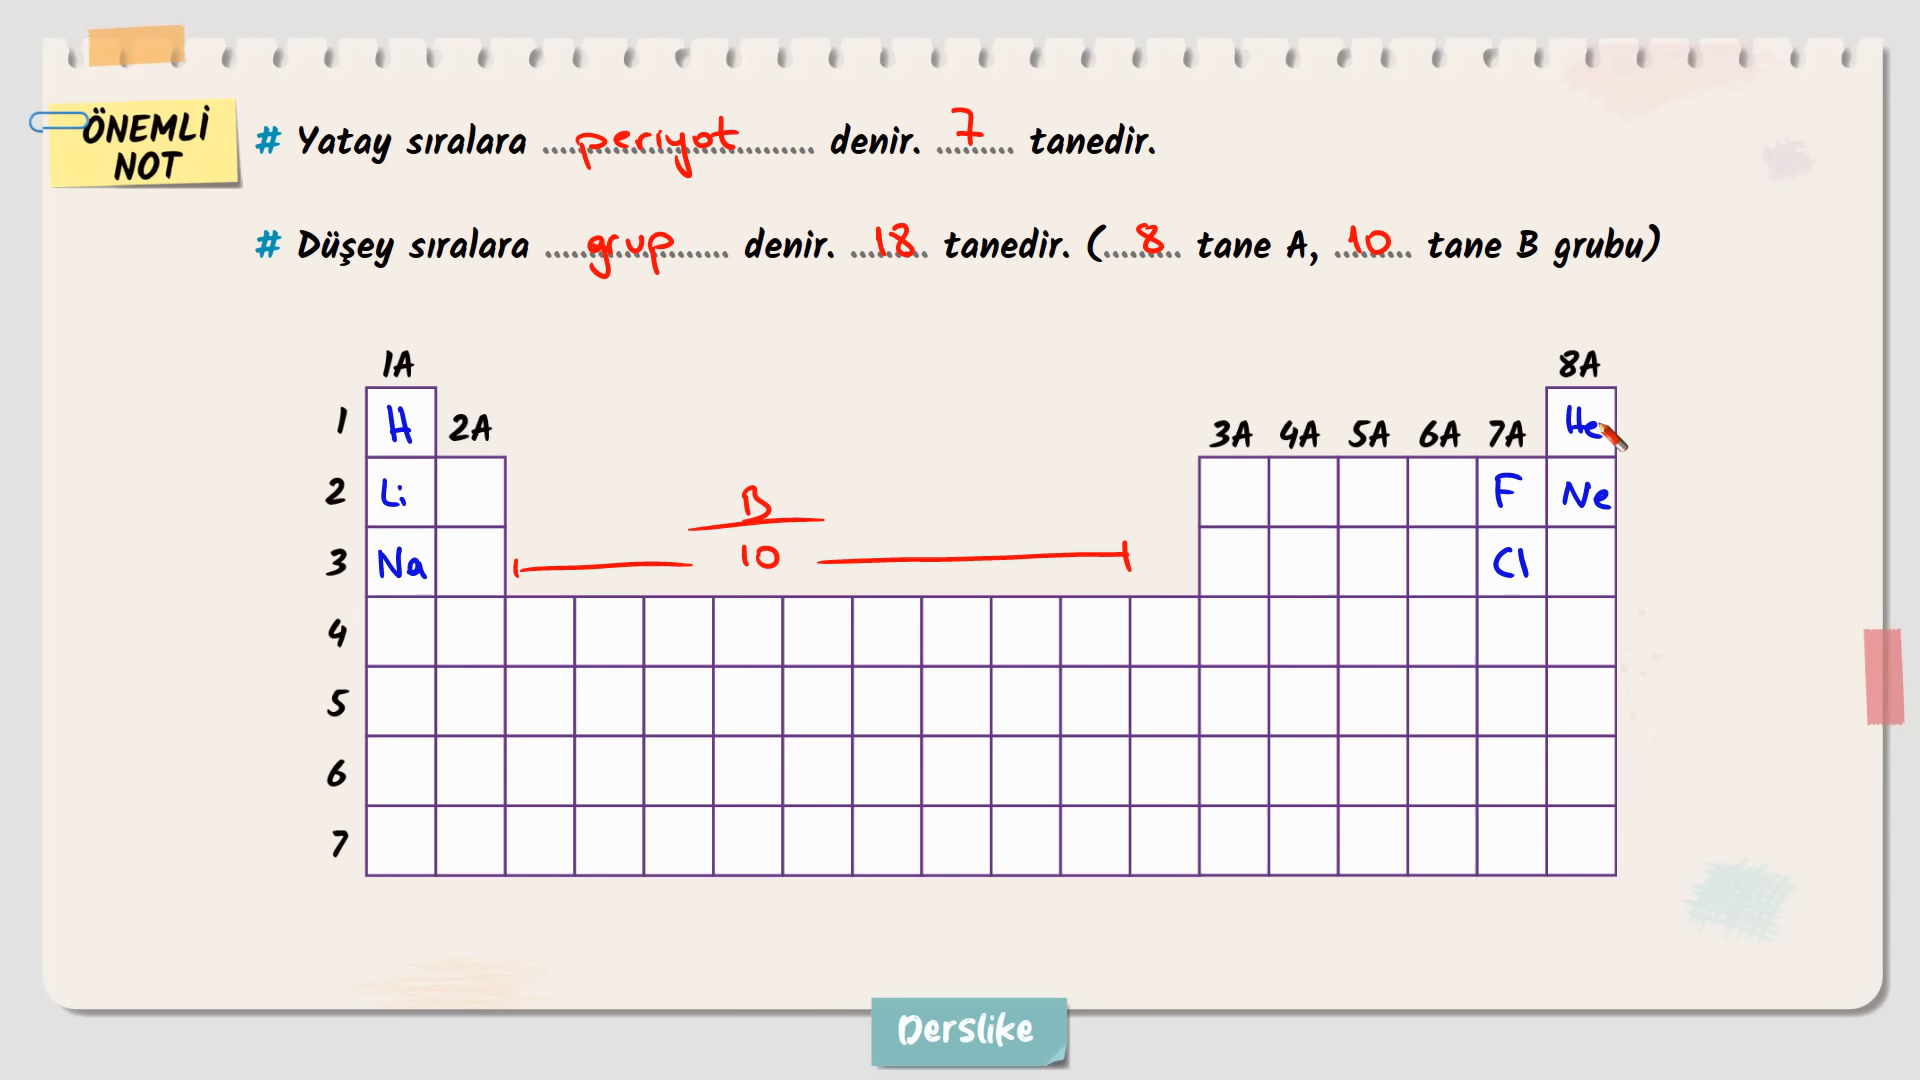 ÖNEMLİ
NOT
# Yatay sıralara periyot denir. 7 tanedir.
# Düşey sıralara grup denir. 18 tanedir. (8 tane A, 10 tane B grubu)
1A 8A
1 H 2A 3A 4A 5A 6A 7A He
2 Li B F Ne
3 Na 10 Cl
4
5
6
7
Derslike